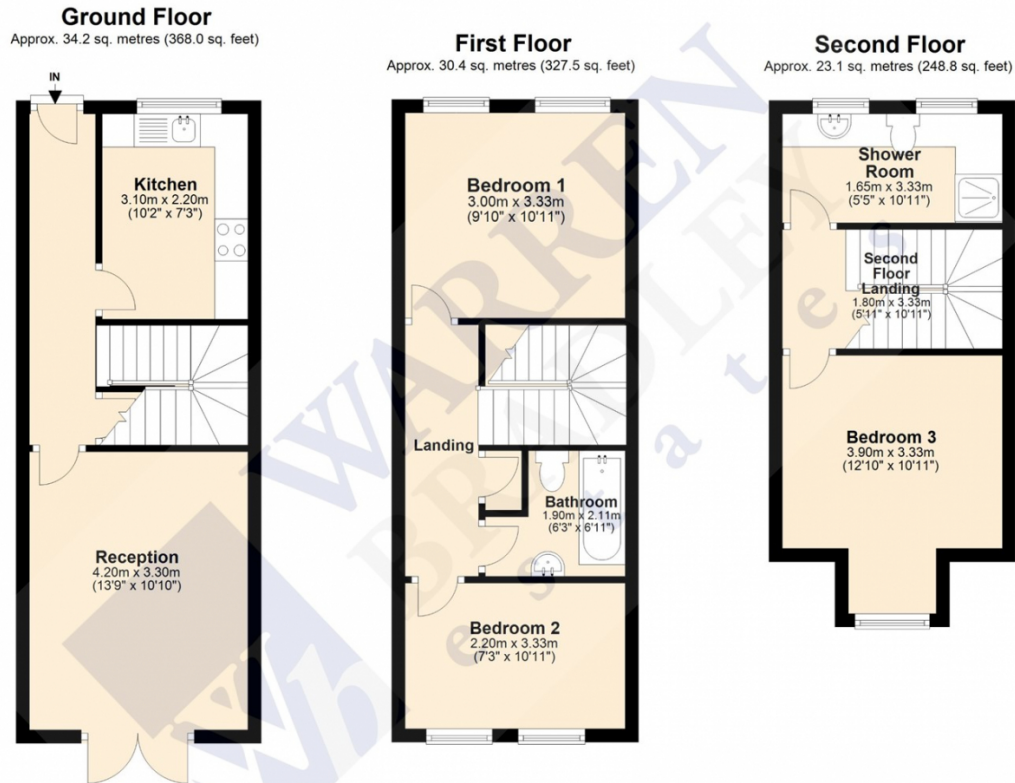 Ground Floor
Approx. 34.2 sq. metres (368.0 sq. feet)
IN
Kitchen
3.10m x 2.20m
(10'2" x 7'3")
Reception
4.20m x 3.30m
(13'9" x 10'10")
First Floor
Approx. 30.4 sq. metres (327.5 sq. feet)
Bedroom 1
3.00m x 3.33m
(9'10" x 10'11")
Landing
Bathroom
1.90m x 2.11m
(6'3" x 6'11")
Bedroom 2
2.20m x 3.33m
(7'3" x 10'11")
Second Floor
Approx. 23.1 sq. metres (248.8 sq. feet)
Shower
Room
1.65m x 3.33m
(5'5" x 10'11")
Second
Floor
Landing
1.80m x 3.33m
(5'11" x 10'11")
Bedroom 3
3.90m x 3.33m
(12'10" x 10'11")
WARREN
BRADLEY
estates